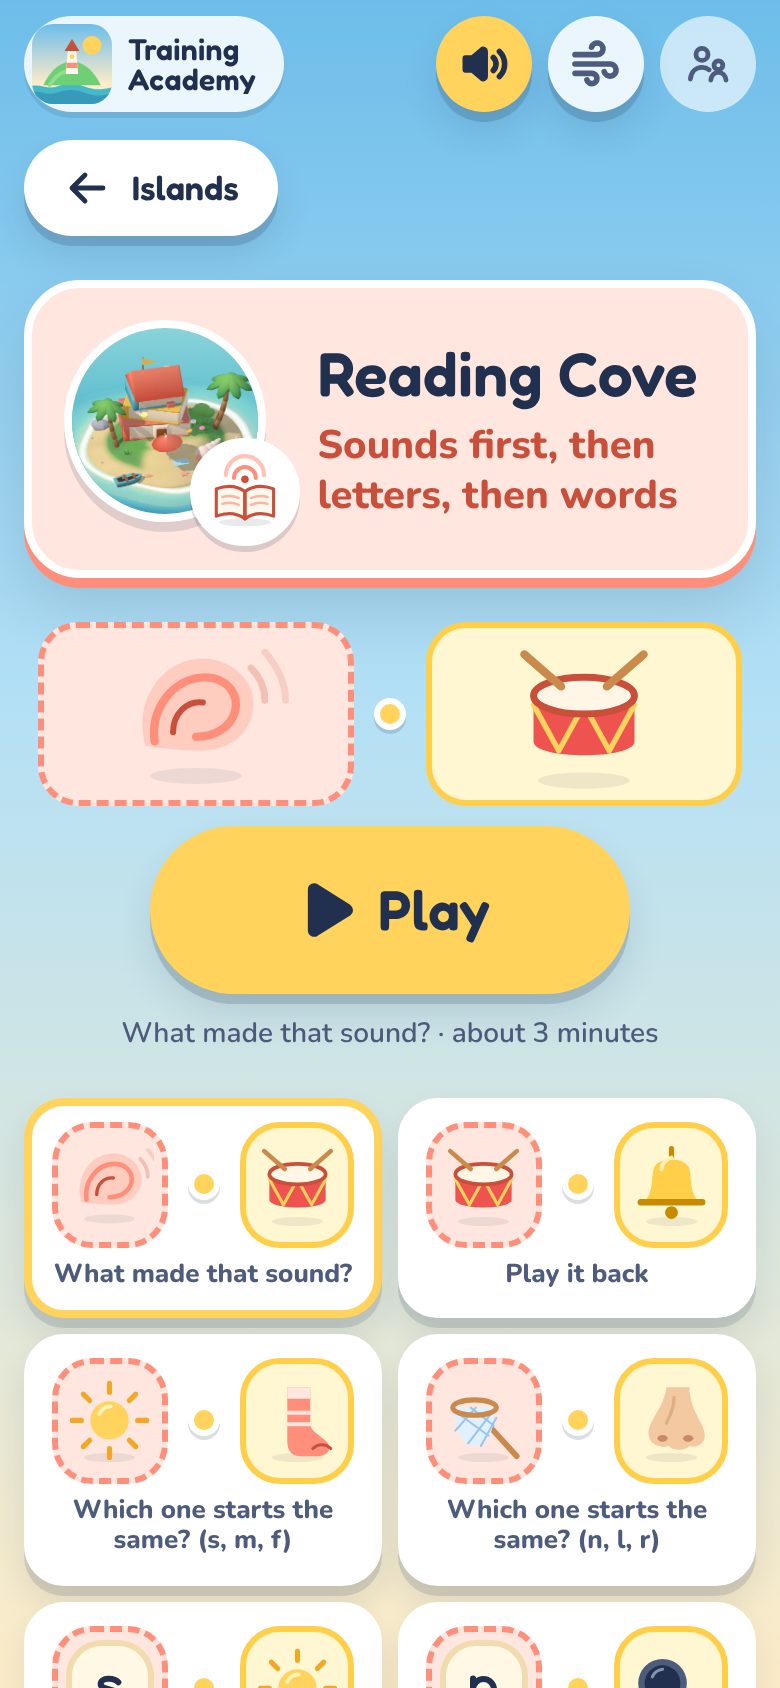 Training
Academy
Islands
Reading Cove
Sounds first, then
letters, then words
Play
What made that sound? · about 3 minutes
What made that sound?
Play it back
Which one starts the
same? (s, m, f)
Which one starts the
same? (n, l, r)